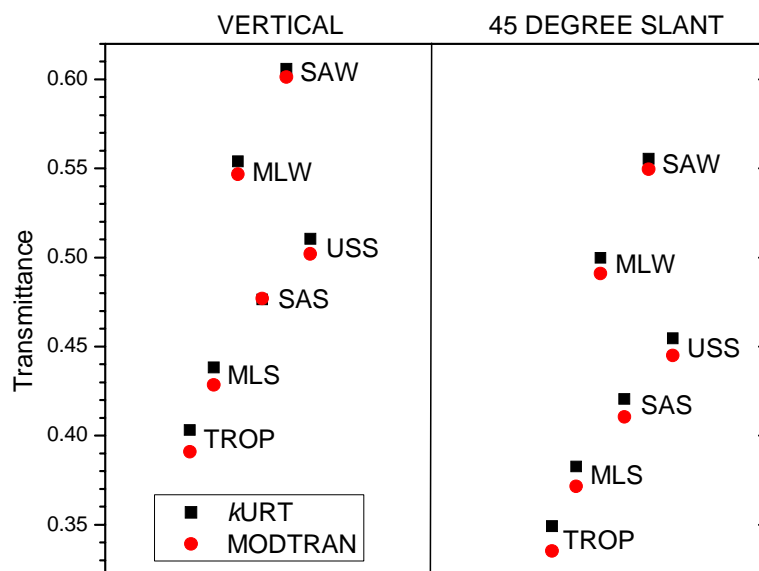 VERTICAL
45 DEGREE SLANT
Transmittance
0.60
0.55
0.50
0.45
0.40
0.35
SAW
MLW
USS
SAS
MLS
TROP
kURT
MODTRAN
SAW
MLW
USS
SAS
MLS
TROP